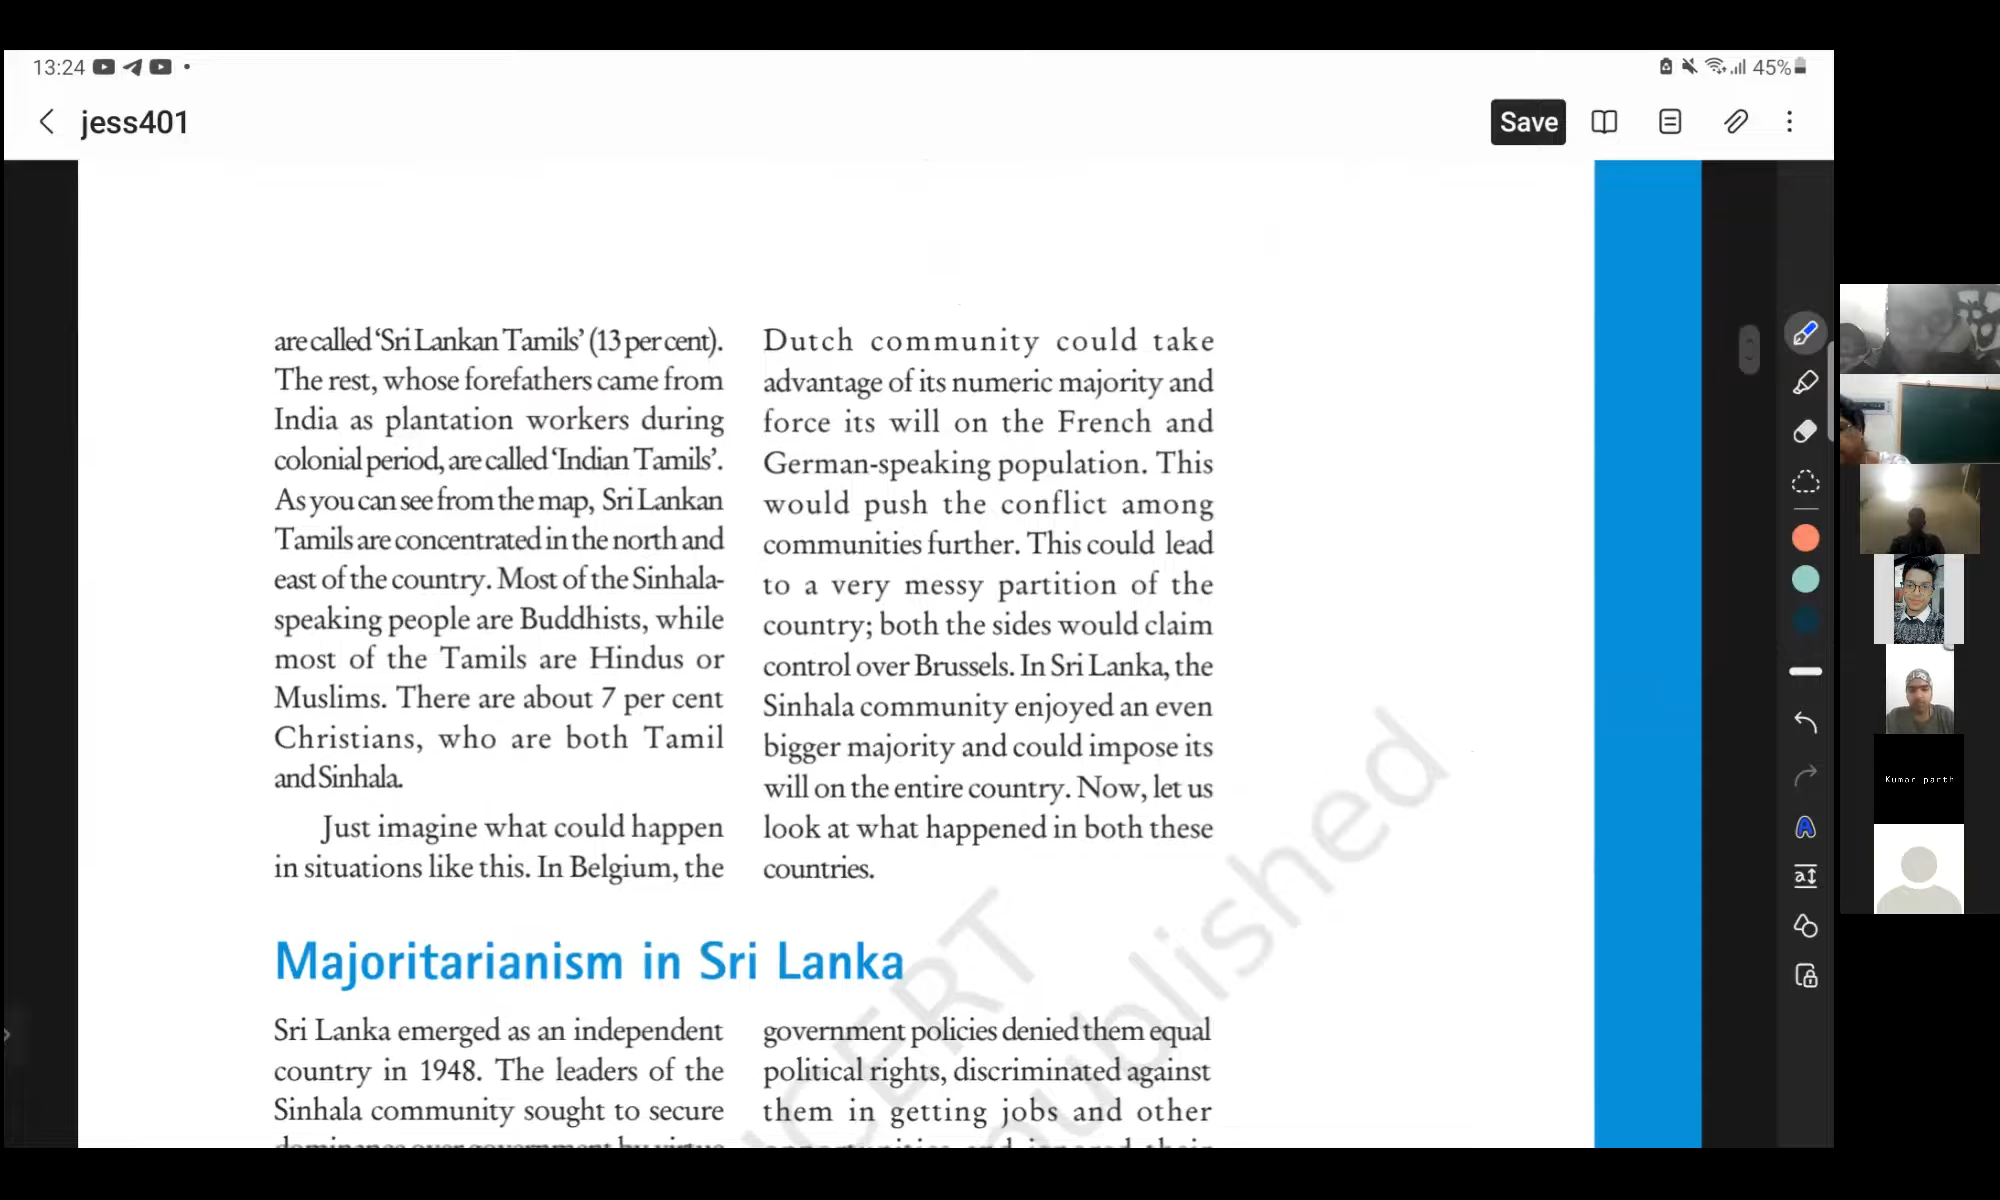 13:24
45%
jess401
Save
are called ‘Sri Lankan Tamils’ (13 per cent).
The rest, whose forefathers came from
India as plantation workers during
colonial period, are called ‘Indian Tamils’.
As you can see from the map, Sri Lankan
Tamils are concentrated in the north and
east of the country. Most of the Sinhala-
speaking people are Buddhists, while
most of the Tamils are Hindus or
Muslims. There are about 7 per cent
Christians, who are both Tamil
and Sinhala.
Just imagine what could happen
in situations like this. In Belgium, the
Dutch community could take
advantage of its numeric majority and
force its will on the French and
German-speaking population. This
would push the conflict among
communities further. This could lead
to a very messy partition of the
country; both the sides would claim
control over Brussels. In Sri Lanka, the
Sinhala community enjoyed an even
bigger majority and could impose its
will on the entire country. Now, let us
look at what happened in both these
countries.
Majoritarianism in Sri Lanka
Sri Lanka emerged as an independent
country in 1948. The leaders of the
Sinhala community sought to secure
dominance over government by virtue
government policies denied them equal
political rights, discriminated against
them in getting jobs and other
opportunities and ignored their
NCERT
published
Kumar parth